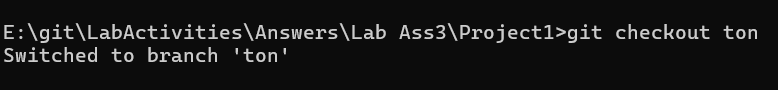 E:\git\LabActivities\Answers\Lab Ass3\Project1>git checkout ton
Switched to branch 'ton'